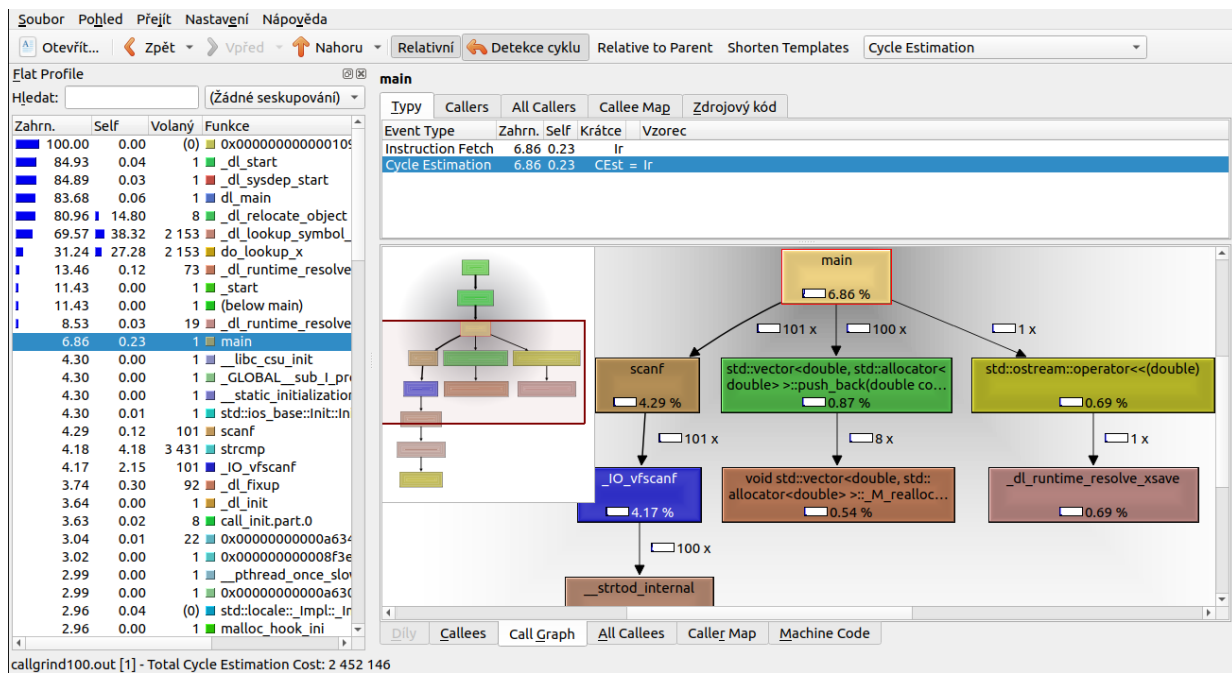 Soubor Pohled Přejít Nastavení Nápověda
Otevřít... Zpět Vpřed Nahoru Relativní Detekce cyklu Relative to Parent Shorten Templates Cycle Estimation
Flat Profile
Hledat: (Žádné seskupování)
Zahrn. Self Volaný Funkce
100.00 0.00 (0) 0x000000000000109
84.93 0.04 1 _dl_start
84.89 0.03 1 _dl_sysdep_start
83.68 0.06 1 dl_main
80.96 14.80 8 _dl_relocate_object
69.57 38.32 2 153 _dl_lookup_symbol_
31.24 27.28 2 153 do_lookup_x
13.46 0.12 73 _dl_runtime_resolve
11.43 0.00 1 _start
11.43 0.00 1 (below main)
8.53 0.03 19 _dl_runtime_resolve
6.86 0.23 1 main
4.30 0.00 1 __libc_csu_init
4.30 0.00 1 _GLOBAL__sub_I_pr
4.30 0.00 1 __static_initialization
4.30 0.01 1 std::ios_base::Init::In
4.29 0.12 101 scanf
4.18 4.18 3 431 strcmp
4.17 2.15 101 _IO_vfscanf
3.74 0.30 92 _dl_fixup
3.64 0.00 1 _dl_init
3.63 0.02 8 call_init.part.0
3.04 0.01 22 0x00000000000a634
3.02 0.00 1 0x000000000008f3e
2.99 0.00 1 __pthread_once_slo
2.99 0.00 1 0x00000000000a630
2.96 0.04 (0) std::locale::_Impl::_Ir
2.96 0.00 1 malloc_hook_ini
main
Typy Callers All Callers Callee Map Zdrojový kód
Event Type Zahrn. Self Krátce Vzorec
Instruction Fetch 6.86 0.23 Ir
Cycle Estimation 6.86 0.23 CEst = Ir
main
6.86 %
101 x 100 x 1 x
scanf
4.29 %
std::vector<double, std::allocator<
double> >::push_back(double co...
0.87 %
std::ostream::operator<<(double)
0.69 %
101 x 8 x 1 x
_IO_vfscanf
4.17 %
void std::vector<double, std::
allocator<double> >::_M_realloc...
0.54 %
_dl_runtime_resolve_xsave
0.69 %
100 x
__strtod_internal
Díly Callees Call Graph All Callees Caller Map Machine Code
callgrind100.out [1] - Total Cycle Estimation Cost: 2 452 146